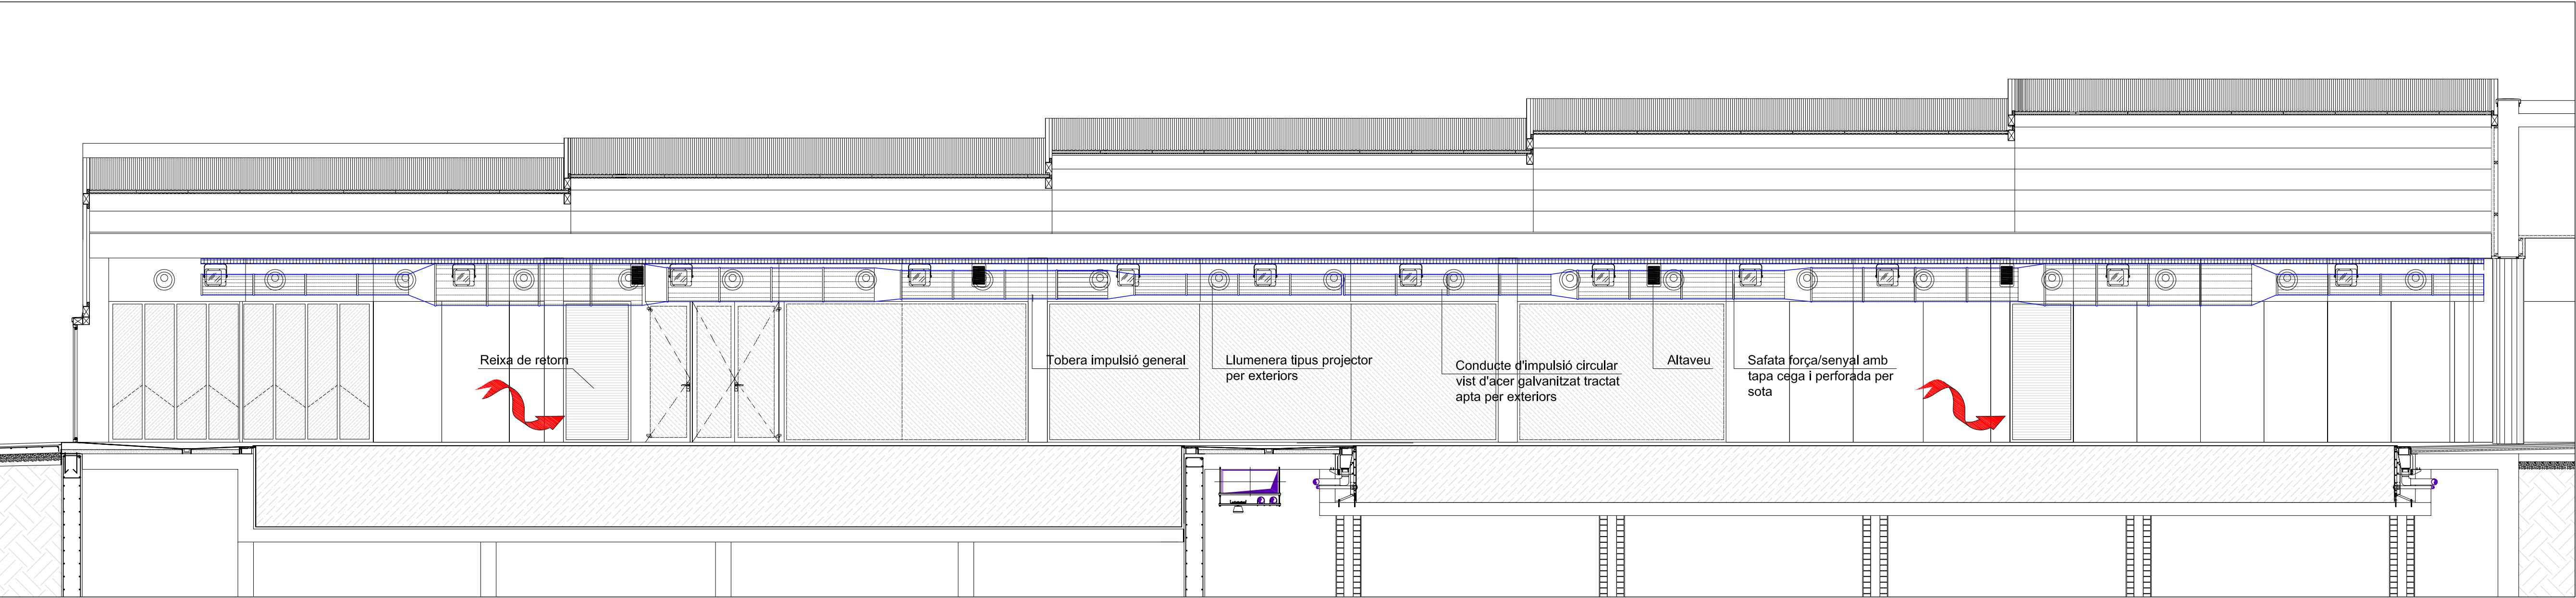 Reixa de retorn
Tobera impulsió general
Llumenera tipus projector
per exteriors
Conducte d'impulsió circular
vist d'acer galvanitzat tractat
apta per exteriors
Altaveu
Safata força/senyal amb
tapa cega i perforada per
sota